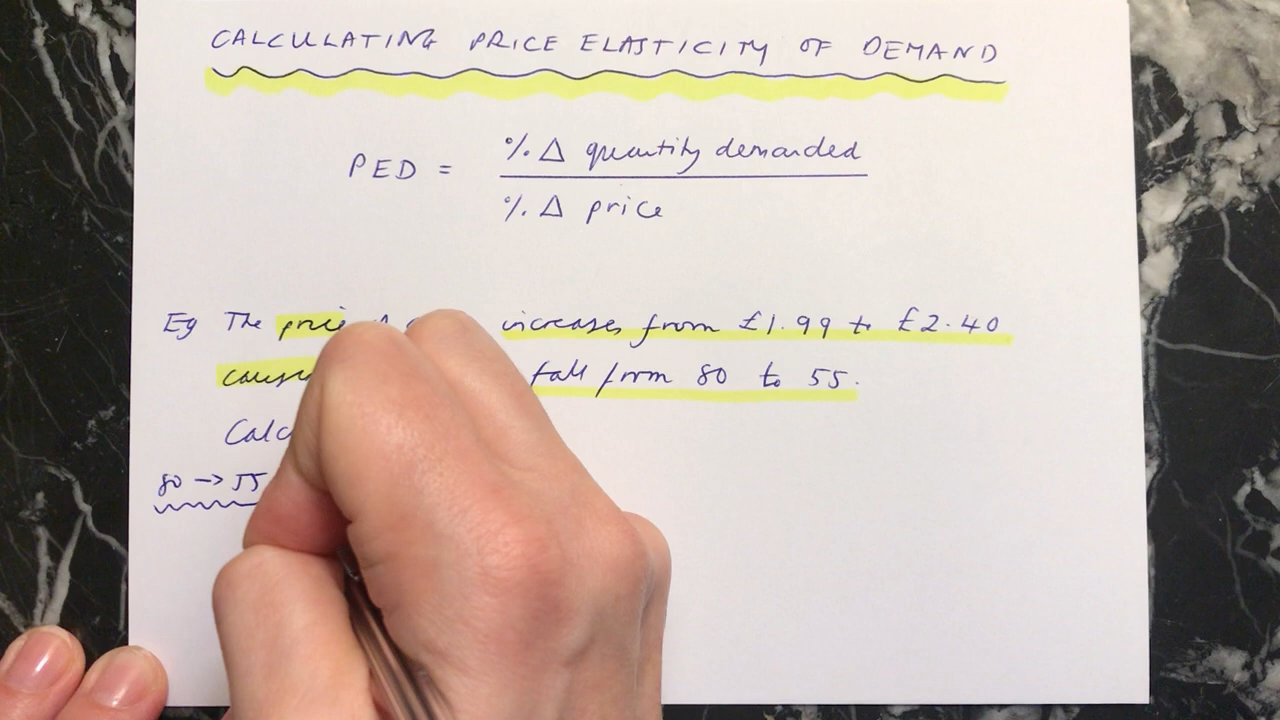 CALCULATING PRICE ELASTICITY OF DEMAND
PED = %. Δ quantity demanded
%. Δ price
Eg The price increases from £1.99 to £2.40
fall from 80 to 55.
80 → 55